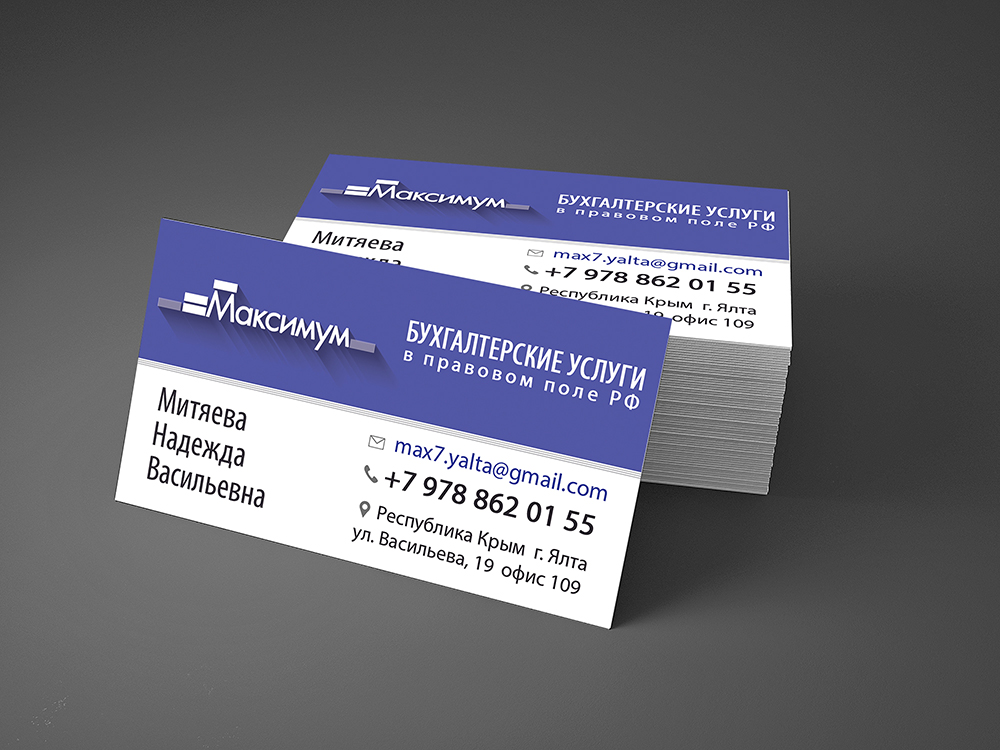 Максимум
БУХГАЛТЕРСКИЕ УСЛУГИ
в правовом поле РФ
Митяева
Надежда
max7.yalta@gmail.com
+7 978 862 01 55
Республика Крым г. Ялта
19 офис 109
Максимум
БУХГАЛТЕРСКИЕ УСЛУГИ
в правовом поле РФ
Митяева
Надежда
Васильевна
max7.yalta@gmail.com
+7 978 862 01 55
Республика Крым г. Ялта
ул. Васильева, 19 офис 109